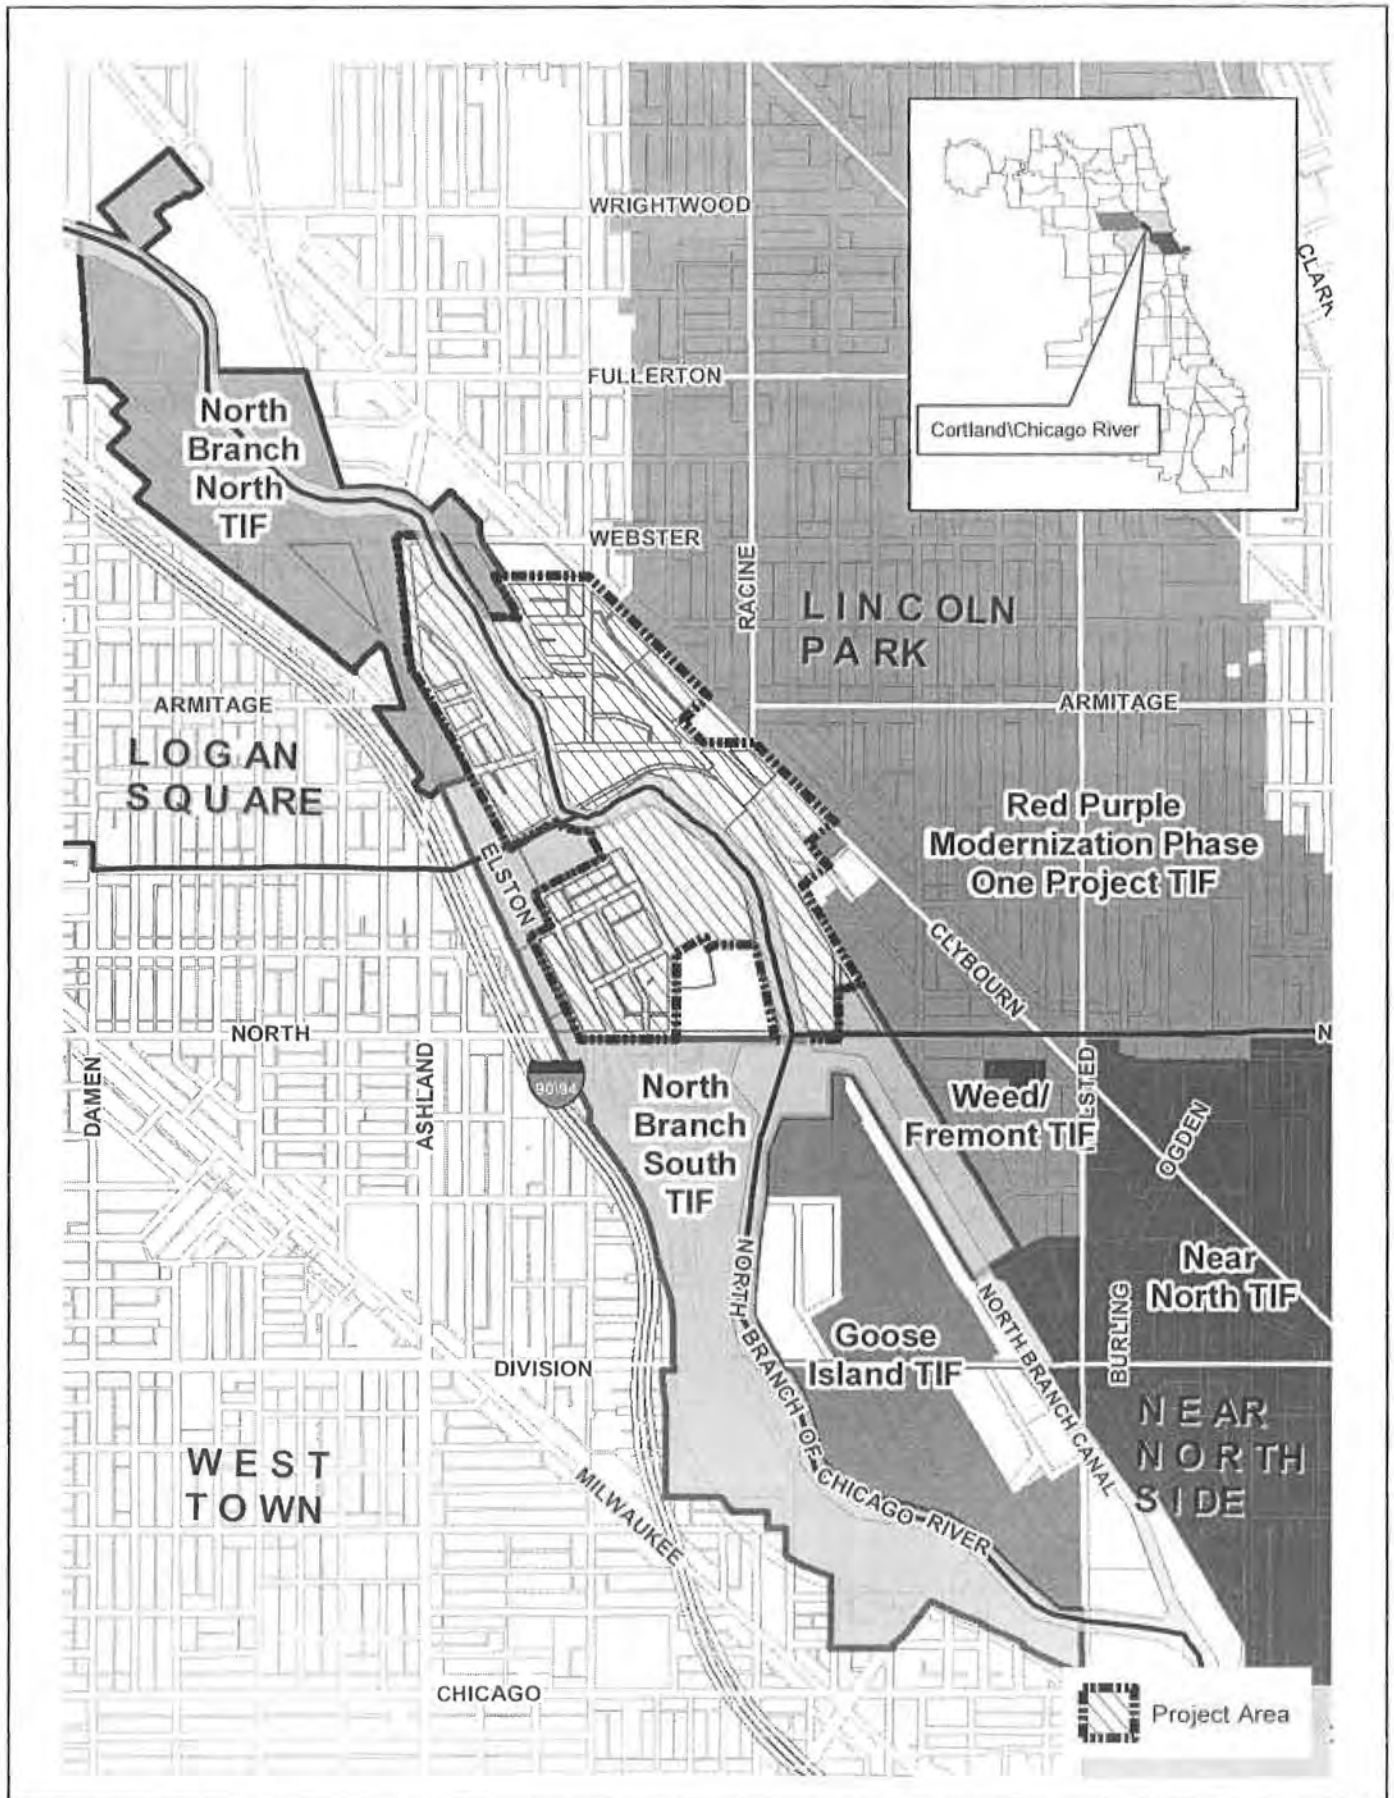 WRIGHTWOOD
CLARK
FULLERTON
Cortland\Chicago River
North
Branch
North
TIF
WEBSTER
RACINE
LINCOLN
PARK
ARMITAGE
ARMITAGE
LOGAN
SQUARE
Red Purple
Modernization Phase
One Project TIF
ELSTON
CLYBOURN
NORTH
N
DAMEN
ASHLAND
90\94
North
Branch
South
TIF
Weed/
Fremont TIF
OGDEN
Near
North TIF
NORTH BRANCH OF CHICAGO RIVER
NORTH BRANCH CANAL
BURLING
Goose
Island TIF
DIVISION
NEAR
NORTH
SIDE
WEST
TOWN
MILWAUKEE
CHICAGO
Project Area